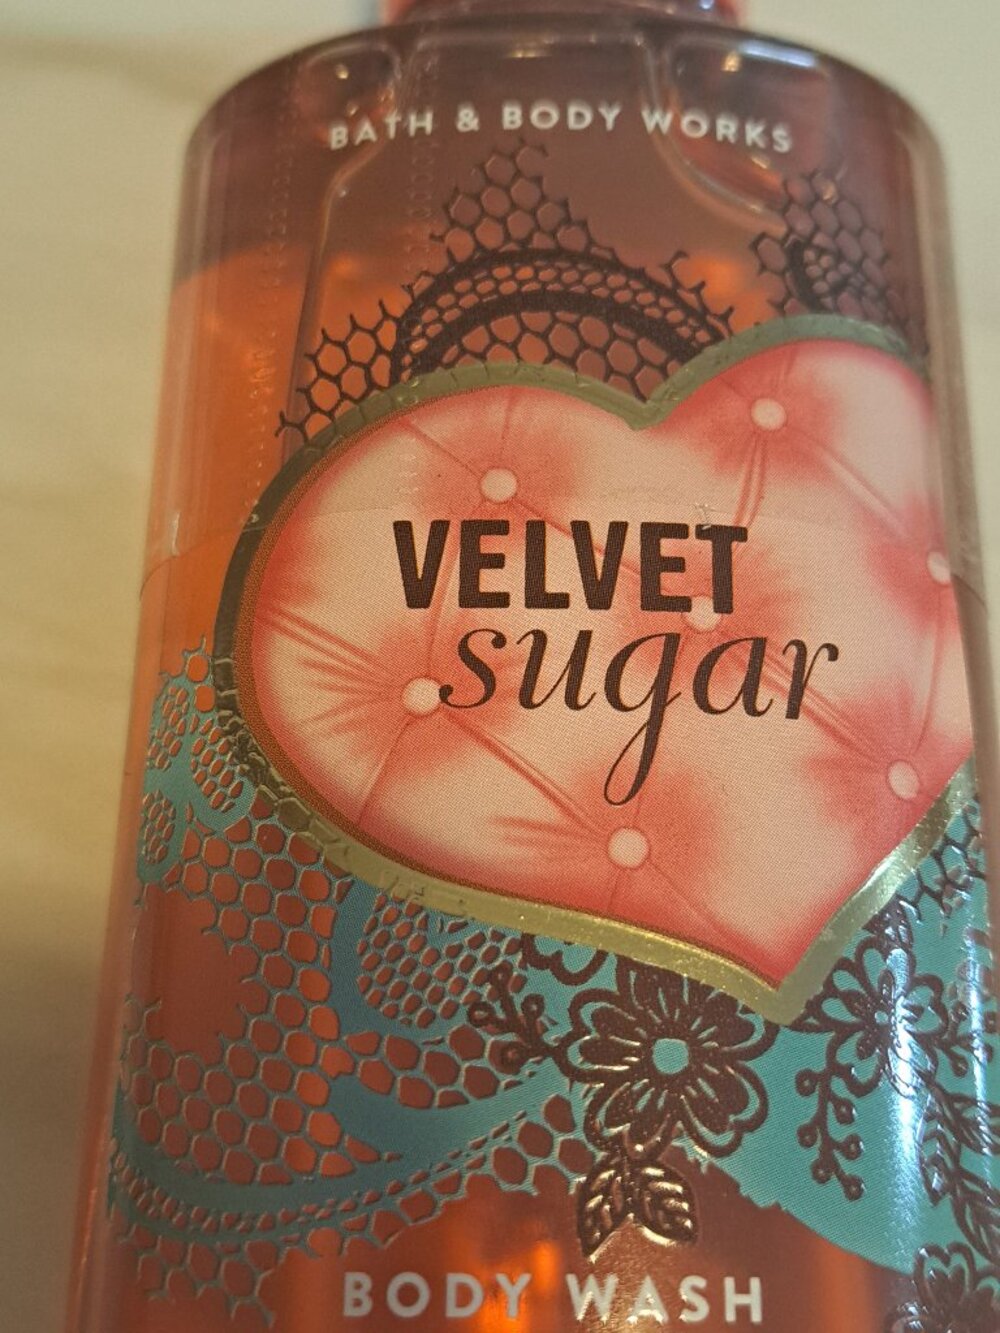 BATH & BODY WORKS
VELVET
sugar
BODY WASH